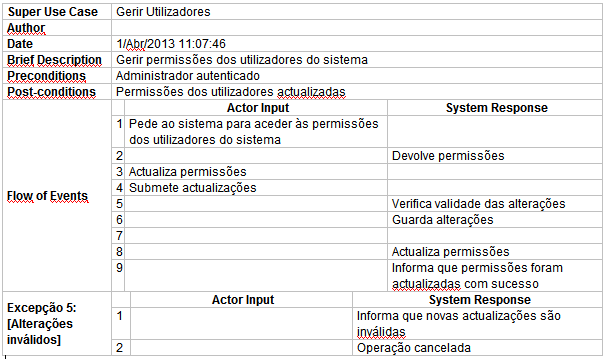 Super Use Case Gerir Utilizadores
Author
Date 1/Abr/2013 11:07:46
Brief Description Gerir permissões dos utilizadores do sistema
Preconditions Administrador autenticado
Post-conditions Permissões dos utilizadores actualizadas
Flow of Events
Actor Input System Response
1 Pede ao sistema para aceder às permissões
dos utilizadores do sistema
2 Devolve permissões
3 Actualiza permissões
4 Submete actualizações
5 Verifica validade das alterações
6 Guarda alterações
7
8 Actualiza permissões
9 Informa que permissões foram
actualizadas com sucesso
Excepção 5:
[Alterações
inválidos]
Actor Input System Response
1 Informa que novas actualizações são
inválidas
2 Operação cancelada